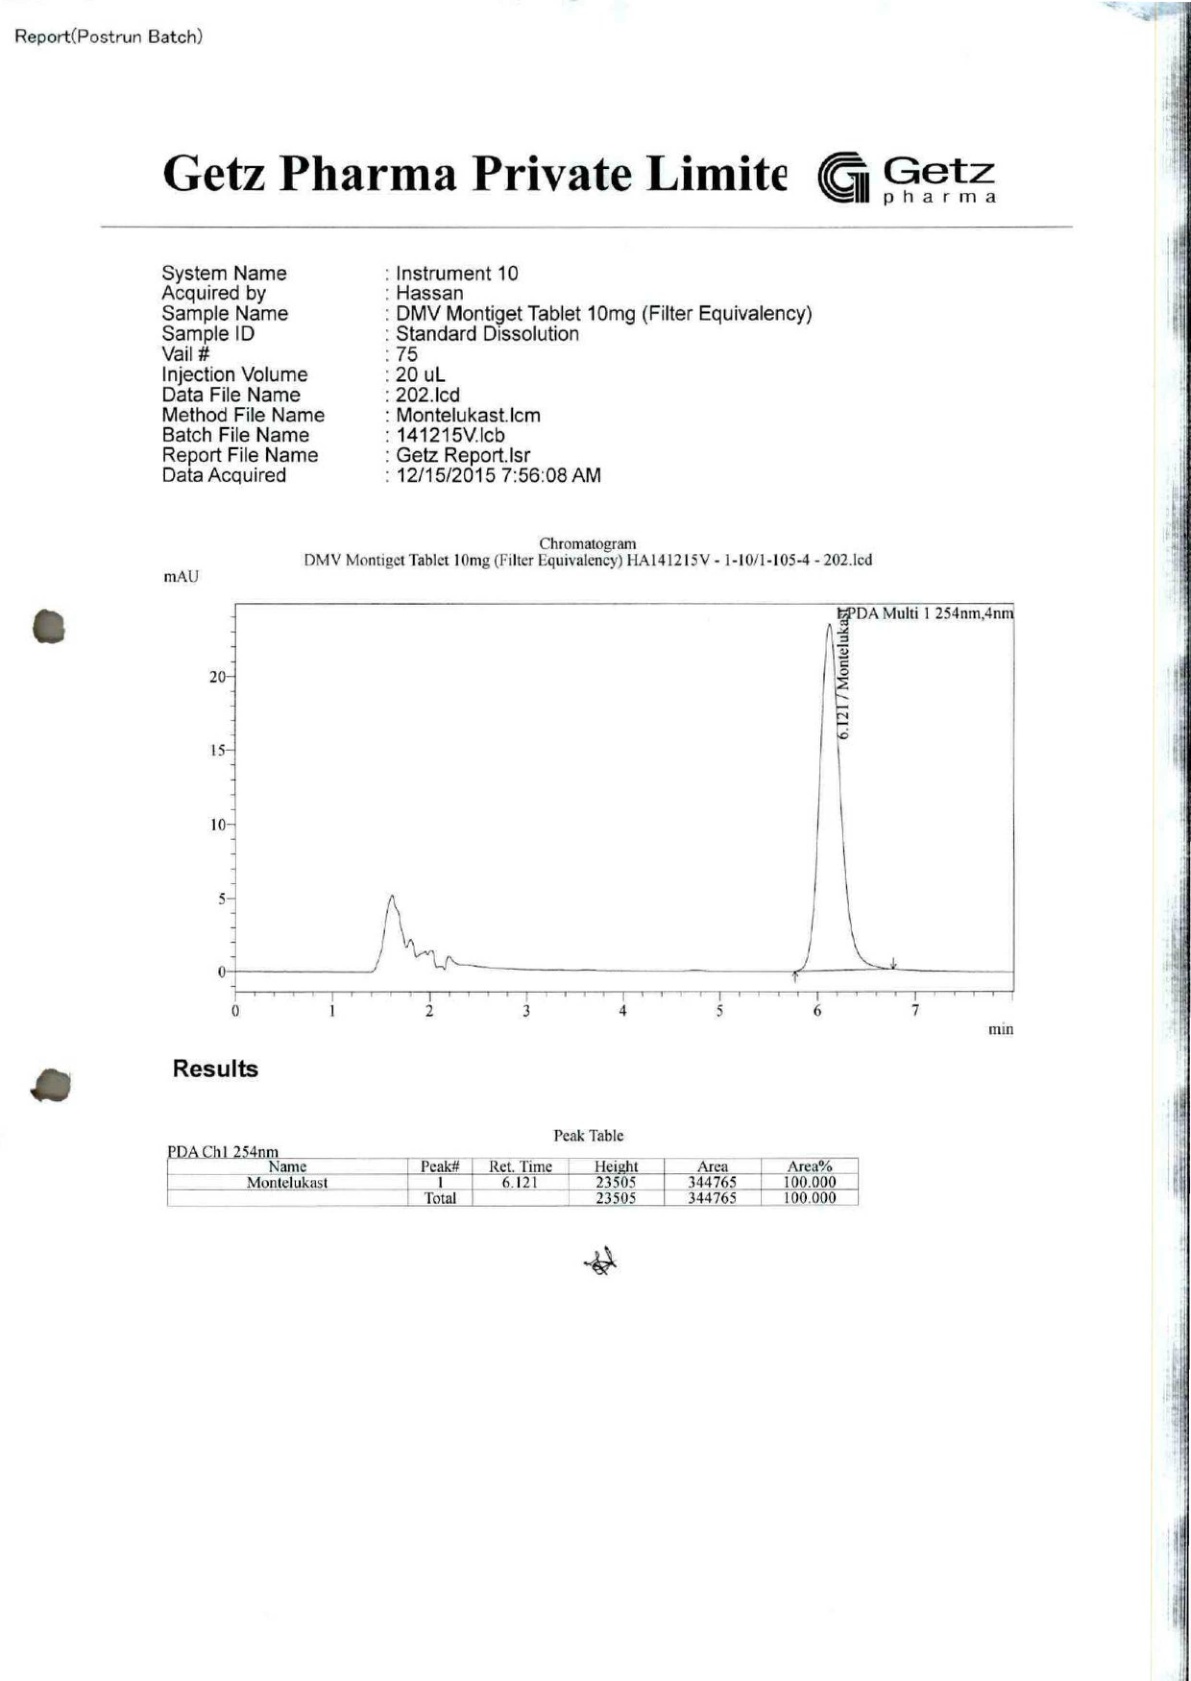 Report(Postrun Batch)
Getz Pharma Private Limite
Getz
pharma
System Name : Instrument 10
Acquired by : Hassan
Sample Name : DMV Montiget Tablet 10mg (Filter Equivalency)
Sample ID : Standard Dissolution
Vail # : 75
Injection Volume : 20 uL
Data File Name : 202.lcd
Method File Name : Montelukast.lcm
Batch File Name : 141215V.lcb
Report File Name : Getz Report.lsr
Data Acquired : 12/15/2015 7:56:08 AM
Chromatogram
DMV Montiget Tablet 10mg (Filter Equivalency) HA141215V - 1-10/1-105-4 - 202.lcd
mAU
PDA Multi 1 254nm,4nm
6.121 / Montelukast
20
15
10
5
0
0 1 2 3 4 5 6 7
min
Results
Peak Table
PDA Ch1 254nm
Name Peak# Ret. Time Height Area Area%
Montelukast 1 6.121 23505 344765 100.000
Total 23505 344765 100.000